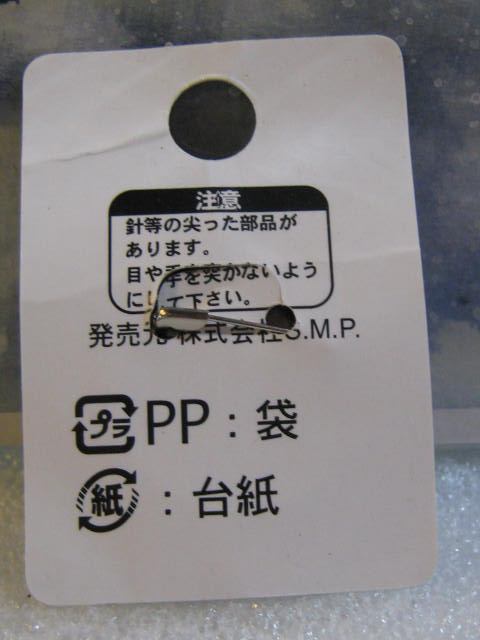 注意
針等の尖った部品が
あります。
目や手を突かないよう
にして下さい。
発売元 株式会社S.M.P.
プラ PP：袋
紙：台紙